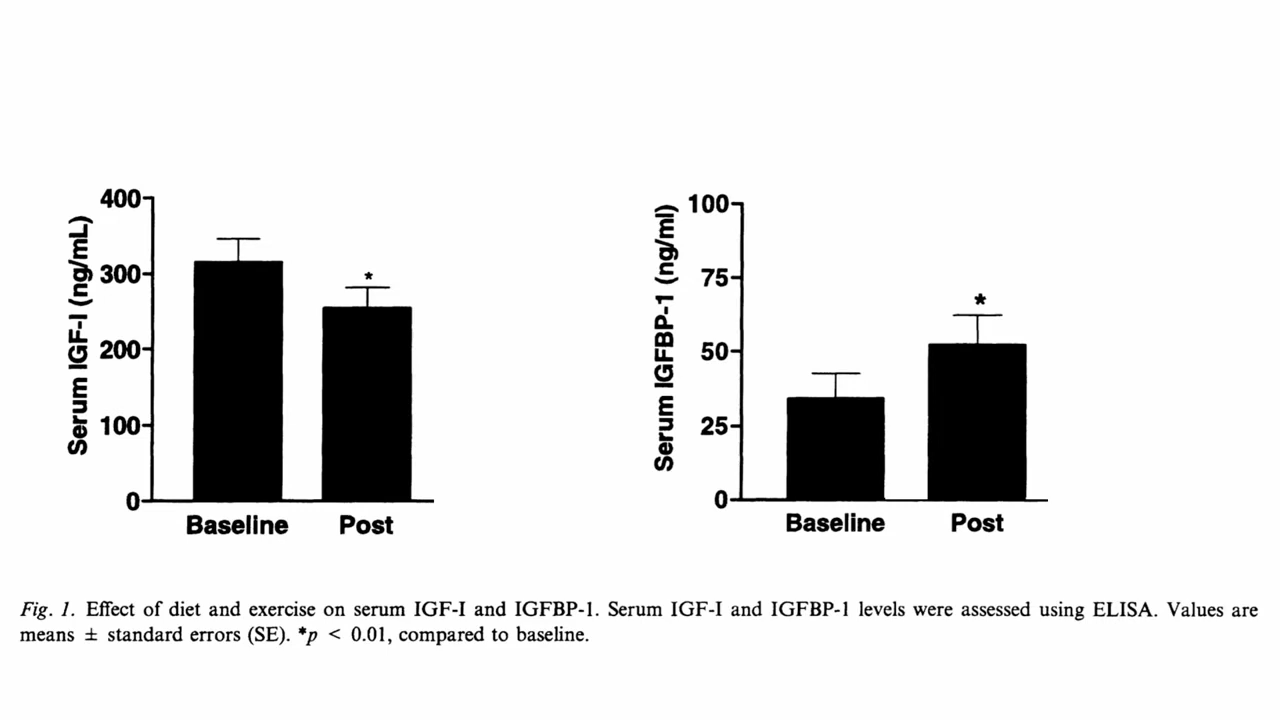 400
300
200
100
0
Serum IGF-I (ng/mL)
*
Baseline Post
100
75
50
25
0
Serum IGFBP-1 (ng/ml)
*
Baseline Post
Fig. 1. Effect of diet and exercise on serum IGF-I and IGFBP-1. Serum IGF-I and IGFBP-1 levels were assessed using ELISA. Values are
means ± standard errors (SE). *p < 0.01, compared to baseline.